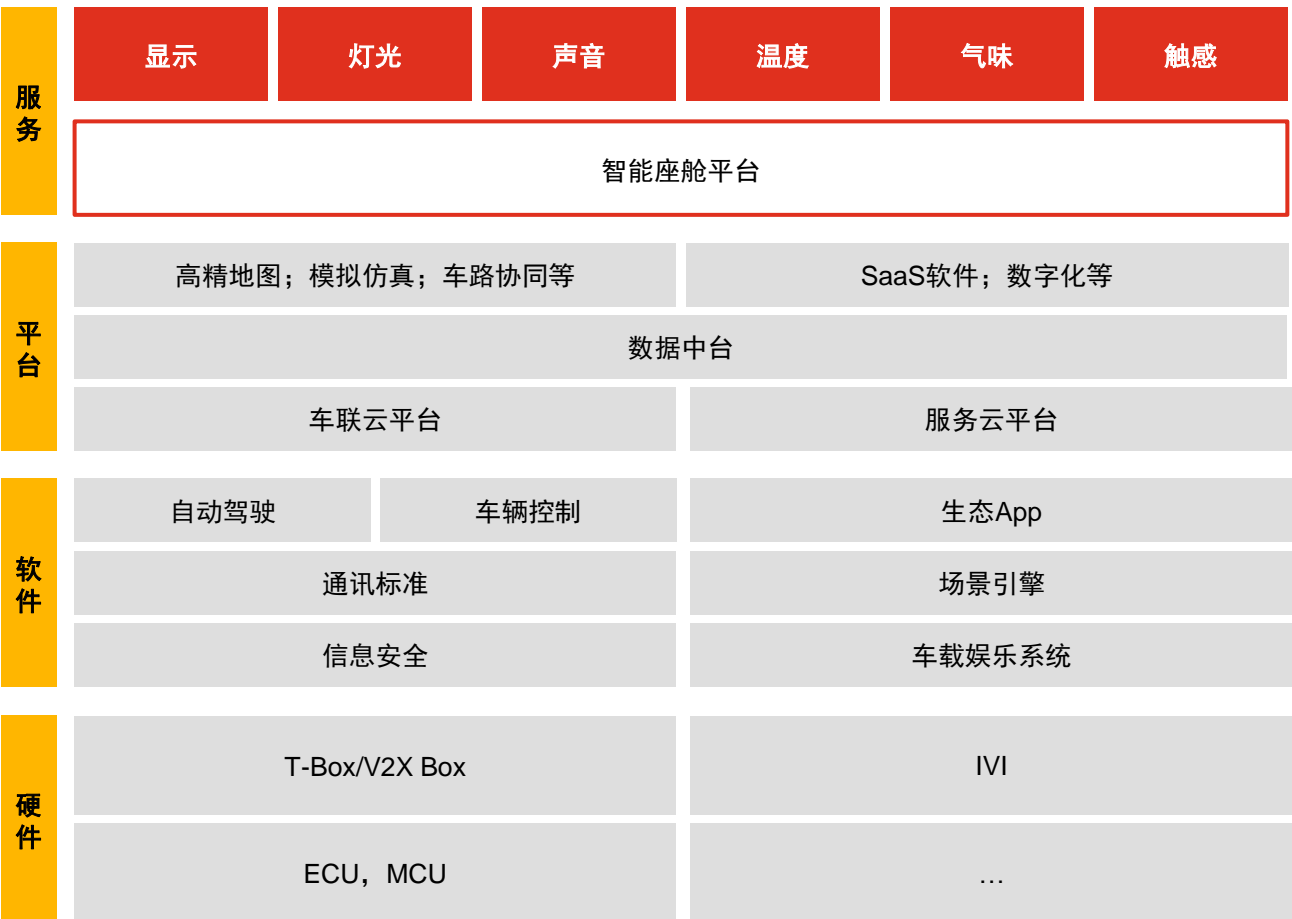 服务
显示
灯光
声音
温度
气味
触感
智能座舱平台
平台
高精地图；模拟仿真；车路协同等
SaaS软件；数字化等
数据中台
车联云平台
服务云平台
软件
自动驾驶
车辆控制
生态App
通讯标准
场景引擎
信息安全
车载娱乐系统
硬件
T-Box/V2X Box
IVI
ECU，MCU
…